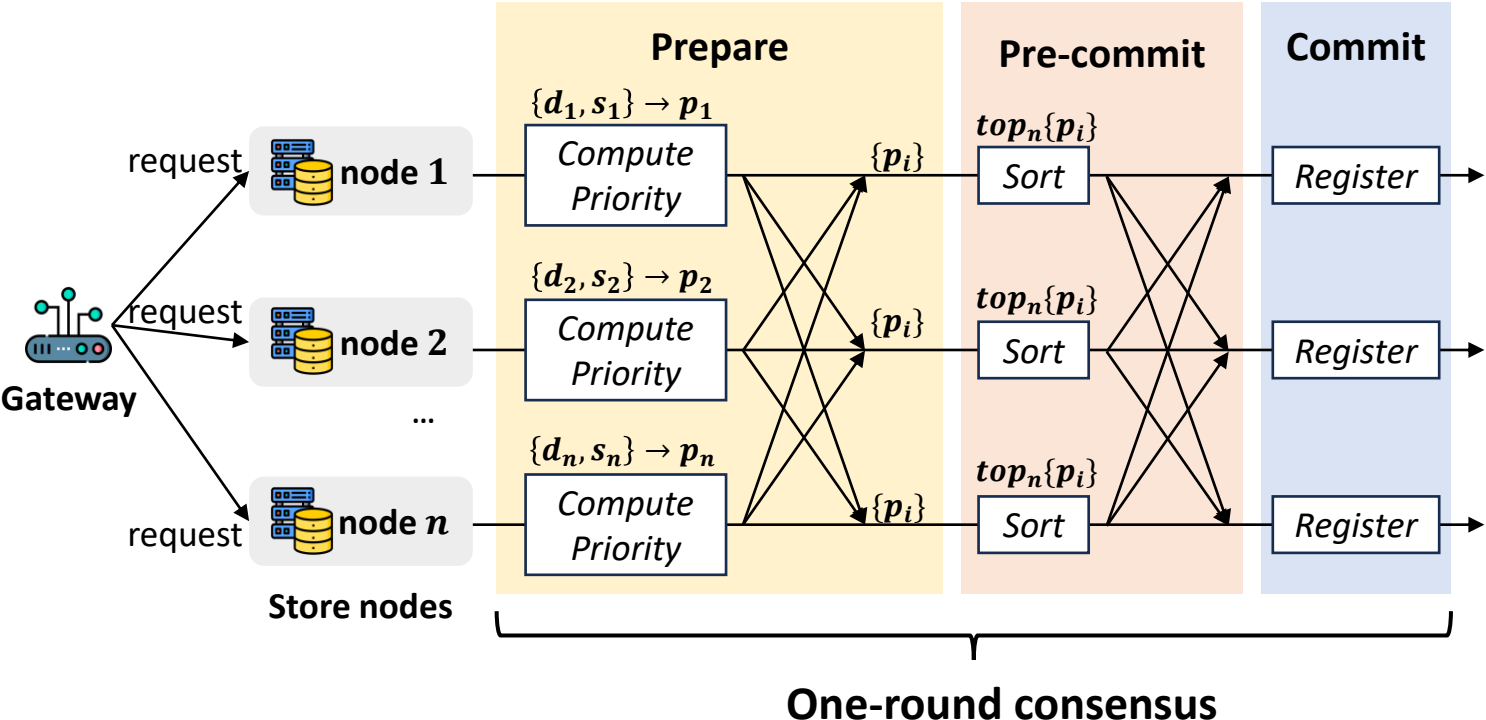 Prepare
Pre-commit
Commit
{d₁, s₁} → p₁
topₙ{pᵢ}
request
node 1
Compute
Priority
{pᵢ}
Sort
Register
{d₂, s₂} → p₂
topₙ{pᵢ}
request
node 2
Compute
Priority
{pᵢ}
Sort
Register
Gateway
...
{dₙ, sₙ} → pₙ
topₙ{pᵢ}
request
node n
Compute
Priority
{pᵢ}
Sort
Register
Store nodes
One-round consensus